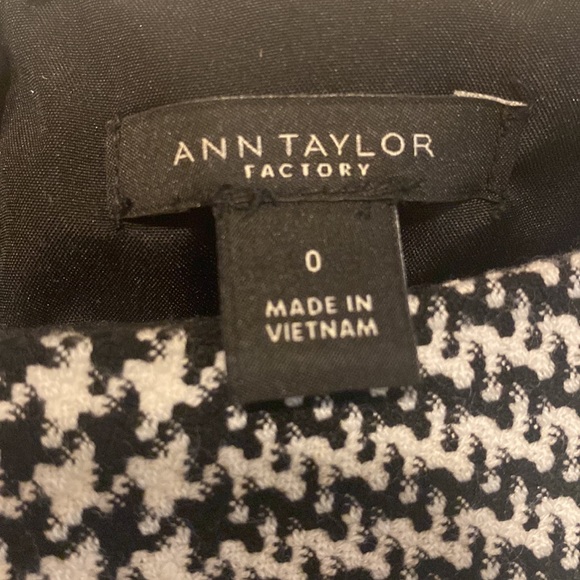 ANN TAYLOR
FACTORY
0
MADE IN
VIETNAM